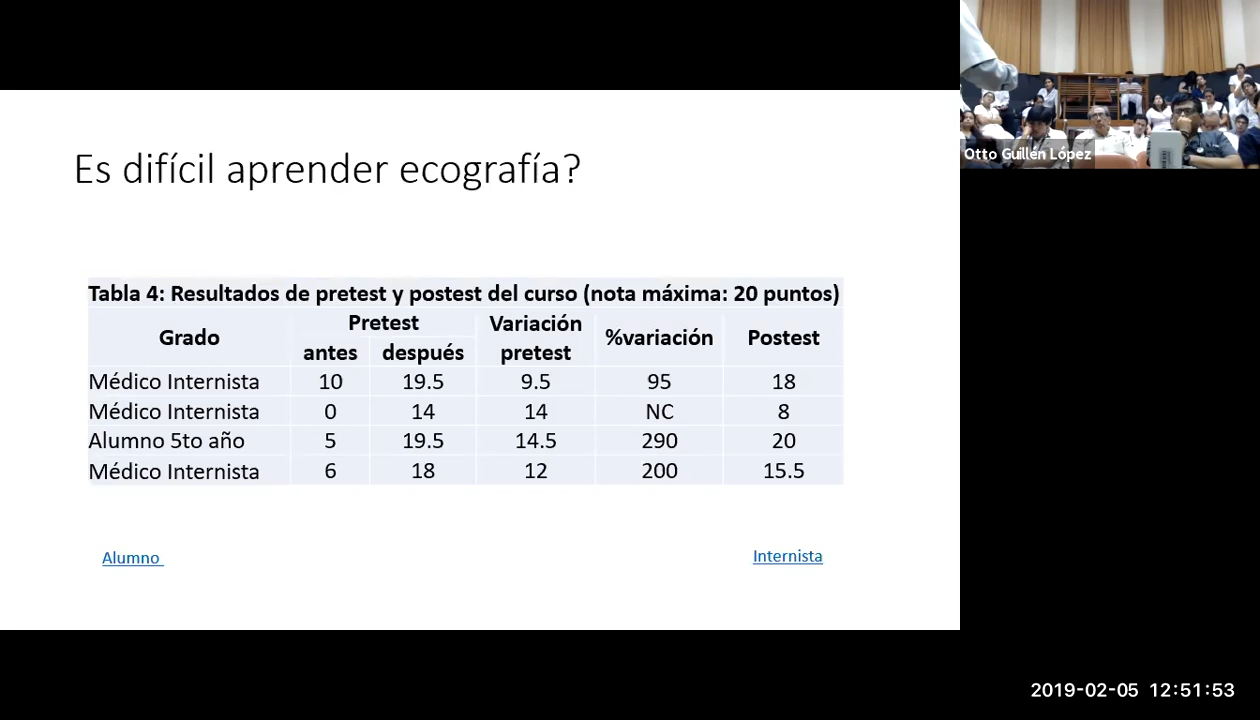 Es difícil aprender ecografía?
Otto Guillén López
Tabla 4: Resultados de pretest y postest del curso (nota máxima: 20 puntos)
Grado Pretest Variación pretest %variación Postest
antes después
Médico Internista 10 19.5 9.5 95 18
Médico Internista 0 14 14 NC 8
Alumno 5to año 5 19.5 14.5 290 20
Médico Internista 6 18 12 200 15.5
Alumno Internista
2019-02-05 12:51:53